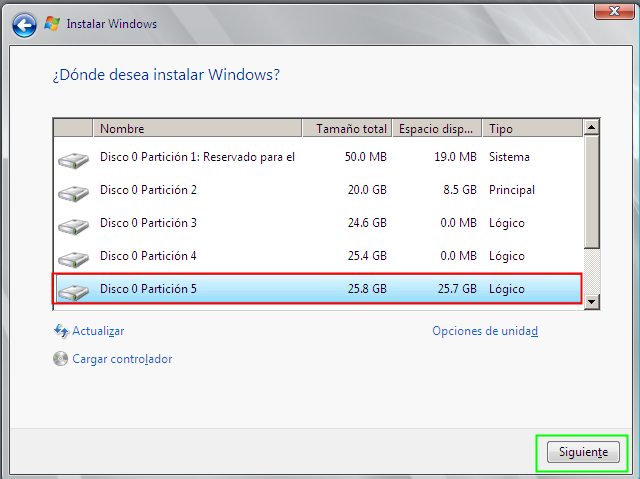 Instalar Windows
¿Dónde desea instalar Windows?
Nombre Tamaño total Espacio disp... Tipo
Disco 0 Partición 1: Reservado para el 50.0 MB 19.0 MB Sistema
Disco 0 Partición 2 20.0 GB 8.5 GB Principal
Disco 0 Partición 3 24.6 GB 0.0 MB Lógico
Disco 0 Partición 4 25.4 GB 0.0 MB Lógico
Disco 0 Partición 5 25.8 GB 25.7 GB Lógico
Actualizar Opciones de unidad
Cargar controlador
Siguiente